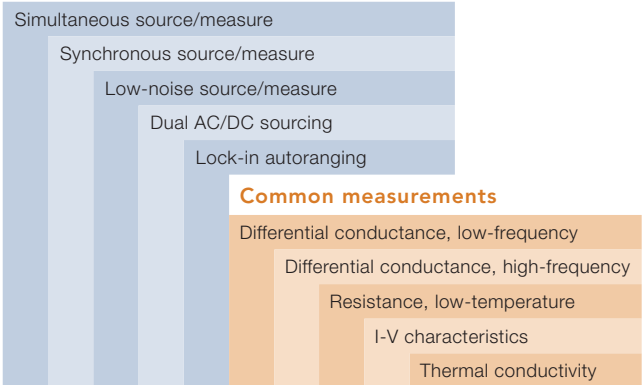 Simultaneous source/measure
Synchronous source/measure
Low-noise source/measure
Dual AC/DC sourcing
Lock-in autoranging
Common measurements
Differential conductance, low-frequency
Differential conductance, high-frequency
Resistance, low-temperature
I-V characteristics
Thermal conductivity